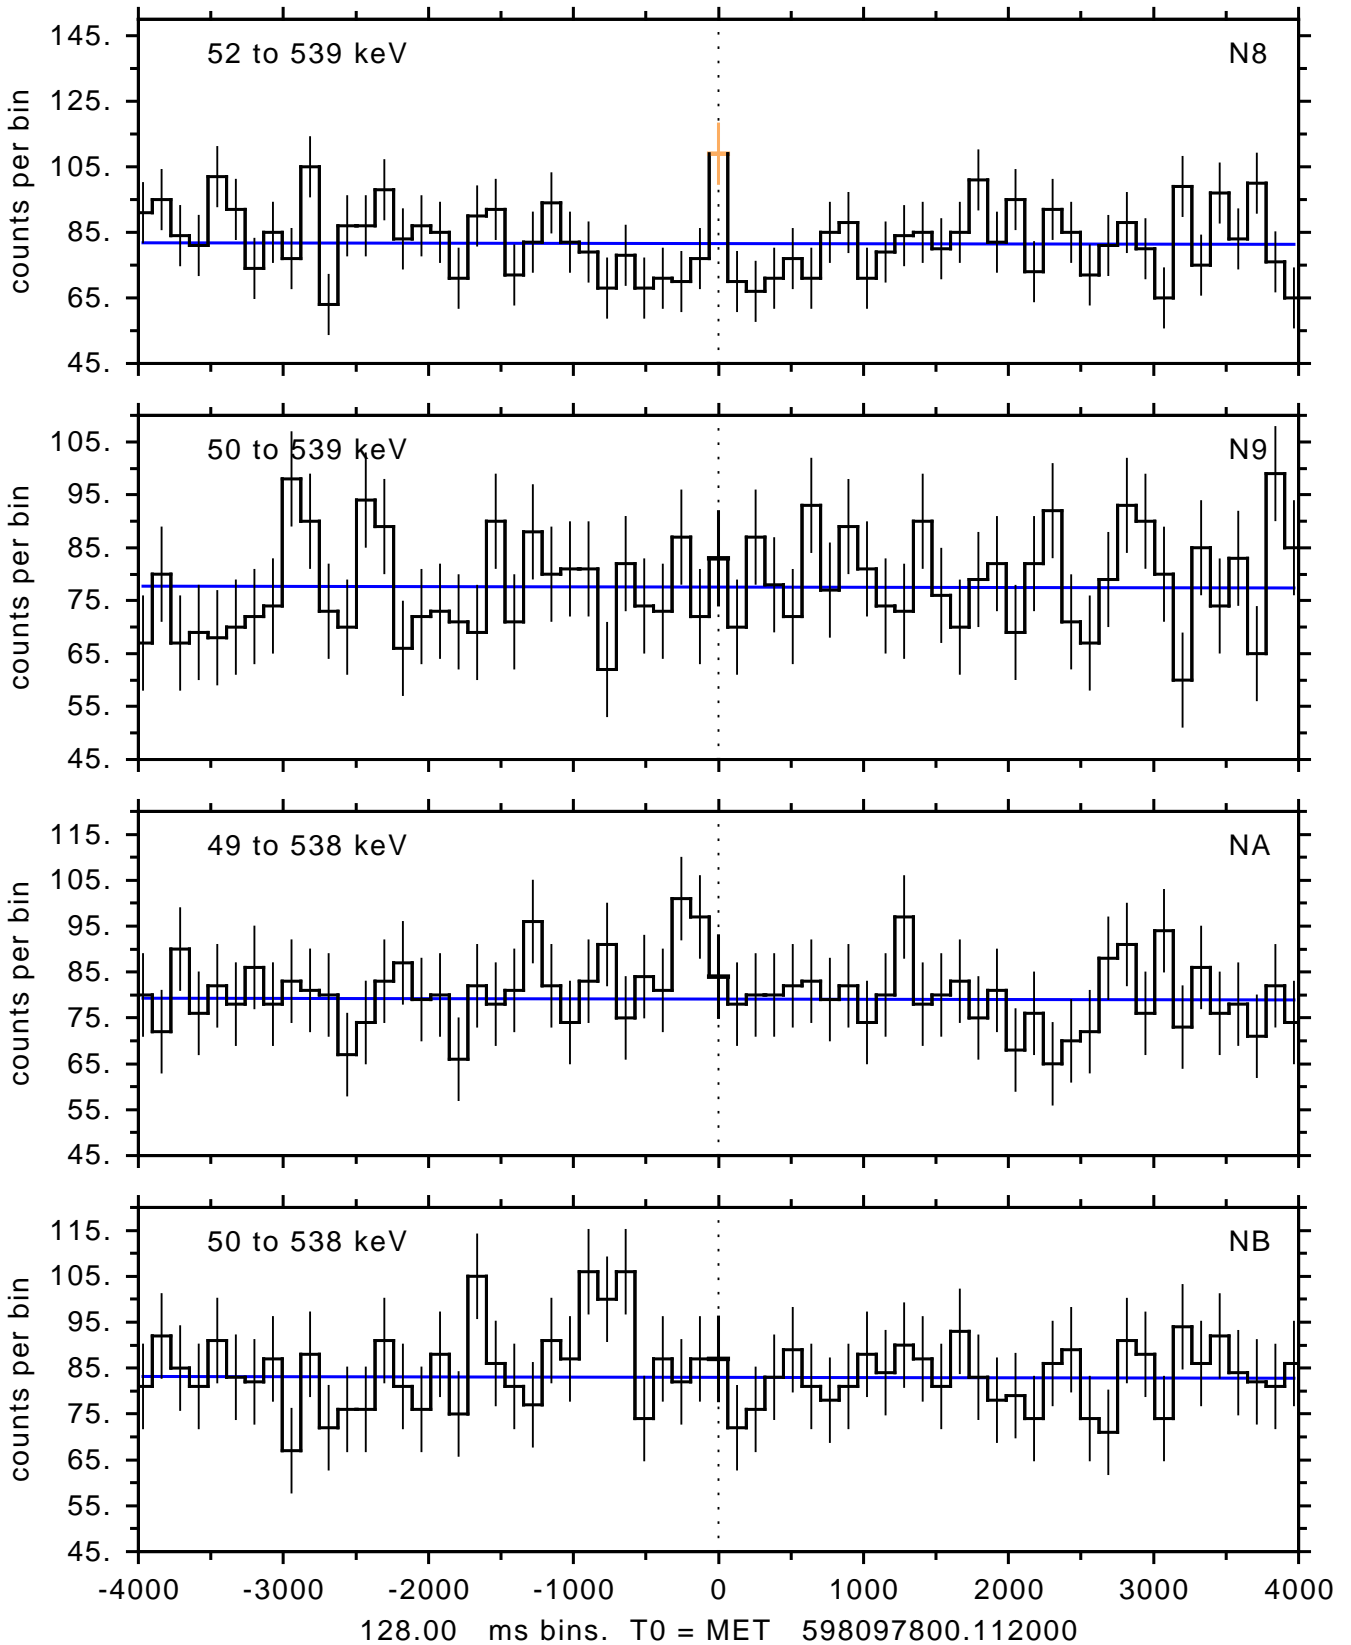 145.
125.
105.
85.
65.
45.
counts per bin
52 to 539 keV
N8
105.
95.
85.
75.
65.
55.
45.
counts per bin
50 to 539 keV
N9
115.
105.
95.
85.
75.
65.
55.
45.
counts per bin
49 to 538 keV
NA
115.
105.
95.
85.
75.
65.
55.
45.
counts per bin
50 to 538 keV
NB
-4000 -3000 -2000 -1000 0 1000 2000 3000 4000
128.00 ms bins. T0 = MET 598097800.112000